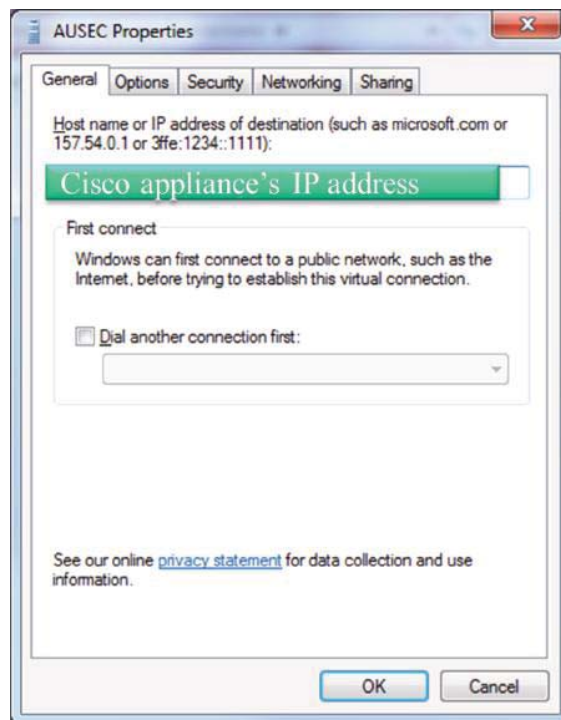 AUSEC Properties
General Options Security Networking Sharing
Host name or IP address of destination (such as microsoft.com or
157.54.0.1 or 3ffe:1234::1111):
Cisco appliance's IP address
First connect
Windows can first connect to a public network, such as the
Internet, before trying to establish this virtual connection.
Dial another connection first:
See our online privacy statement for data collection and use
information.
OK Cancel